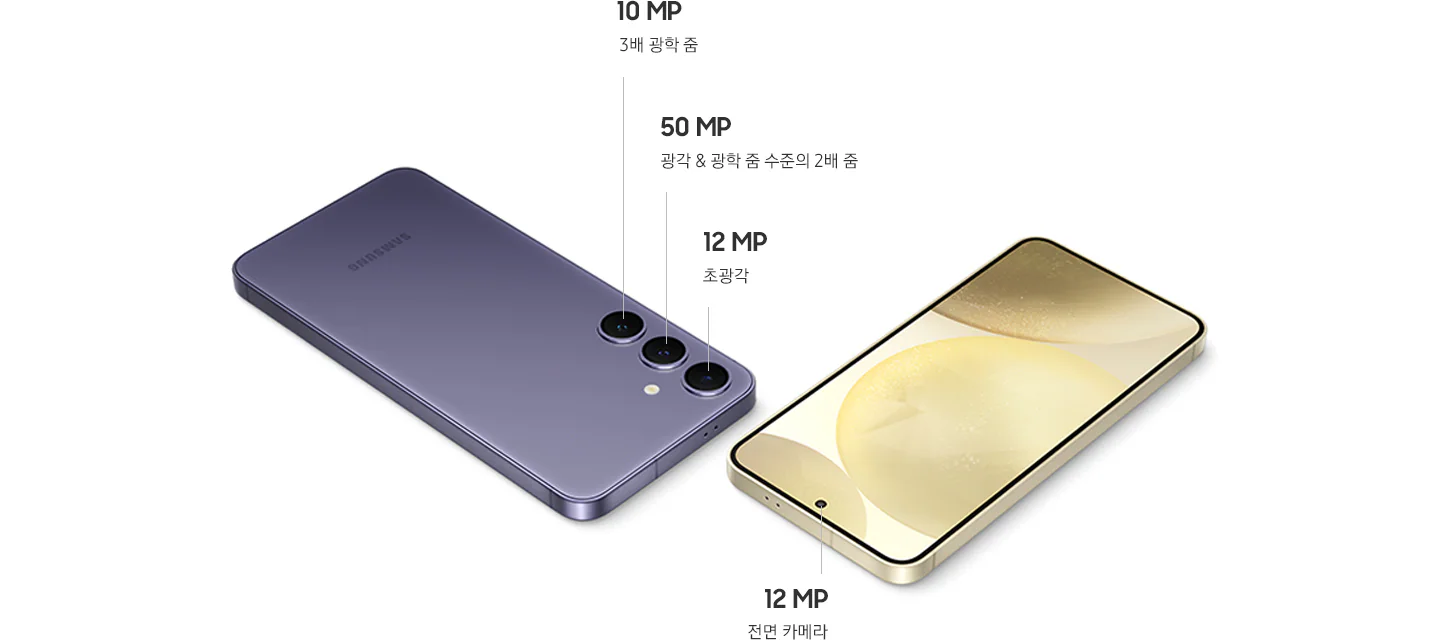 10 MP
3배 광학 줌
50 MP
광각 & 광학 줌 수준의 2배 줌
12 MP
초광각
SAMSUNG
12 MP
전면 카메라